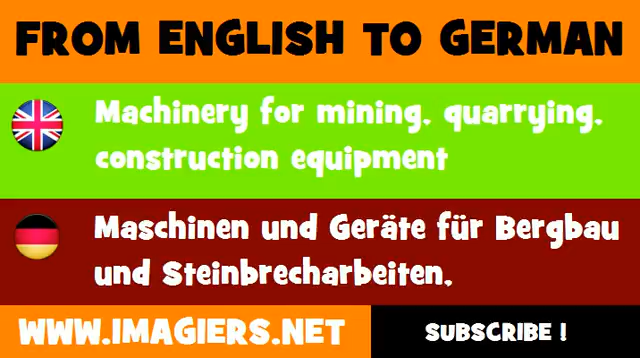 FROM ENGLISH TO GERMAN
Machinery for mining, quarrying,
construction equipment
Maschinen und Geräte für Bergbau
und Steinbrecharbeiten,
WWW.IMAGIERS.NET
SUBSCRIBE !